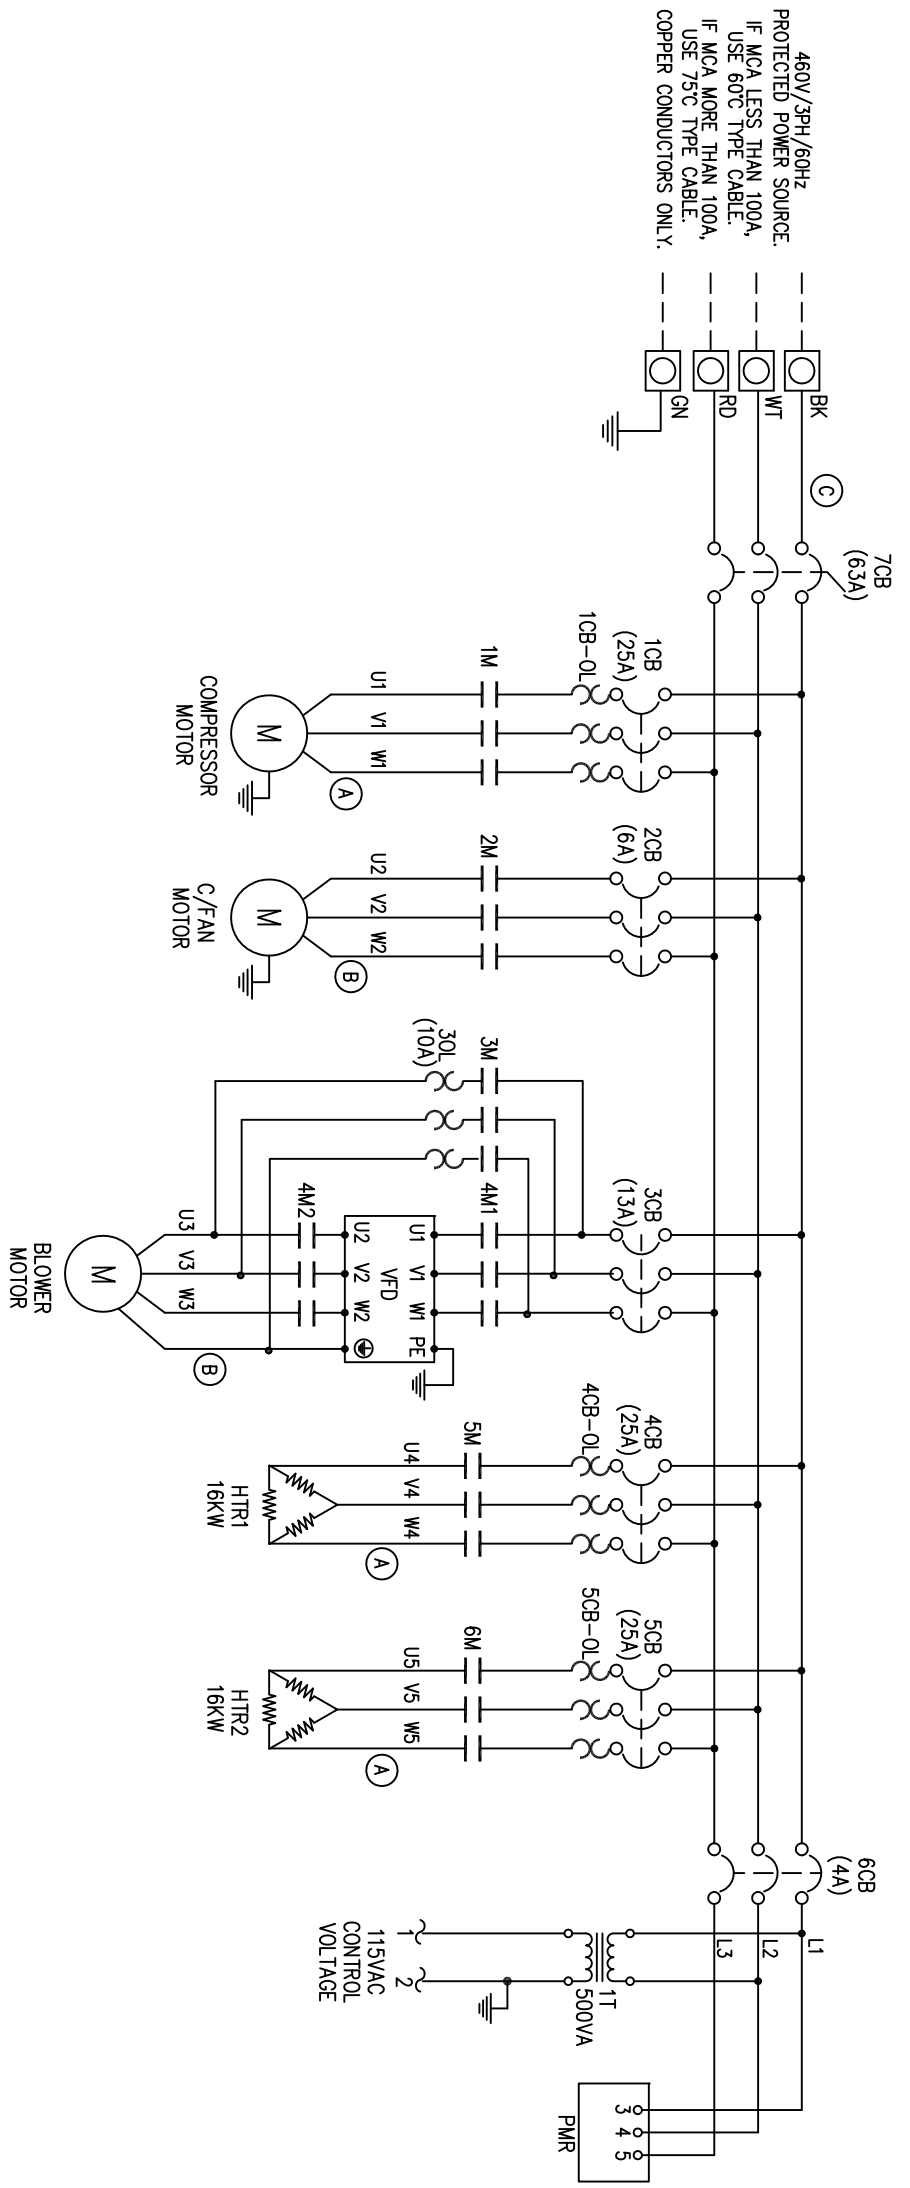 460V/3PH/60Hz
PROTECTED POWER SOURCE.
IF MCA LESS THAN 100A,
USE 60°C TYPE CABLE.
IF MCA MORE THAN 100A,
USE 75°C TYPE CABLE.
COPPER CONDUCTORS ONLY.
BK
WT
RD
GN
C
7CB
(63A)
1CB
(25A)
1CB-OL
1M
U1
V1
W1
A
M
COMPRESSOR
MOTOR
2CB
(6A)
2M
U2
V2
W2
B
M
C/FAN
MOTOR
3CB
(13A)
3M
3OL
(10A)
4M1
U1
V1
W1
PE
VFD
U2
V2
W2
4M2
U3
V3
W3
B
M
BLOWER
MOTOR
4CB
(25A)
4CB-OL
5M
U4
V4
W4
A
HTR1
16KW
5CB
(25A)
5CB-OL
6M
U5
V5
W5
A
HTR2
16KW
6CB
(4A)
L1
L2
L3
1T
500VA
1
2
115VAC
CONTROL
VOLTAGE
3
4
5
PMR